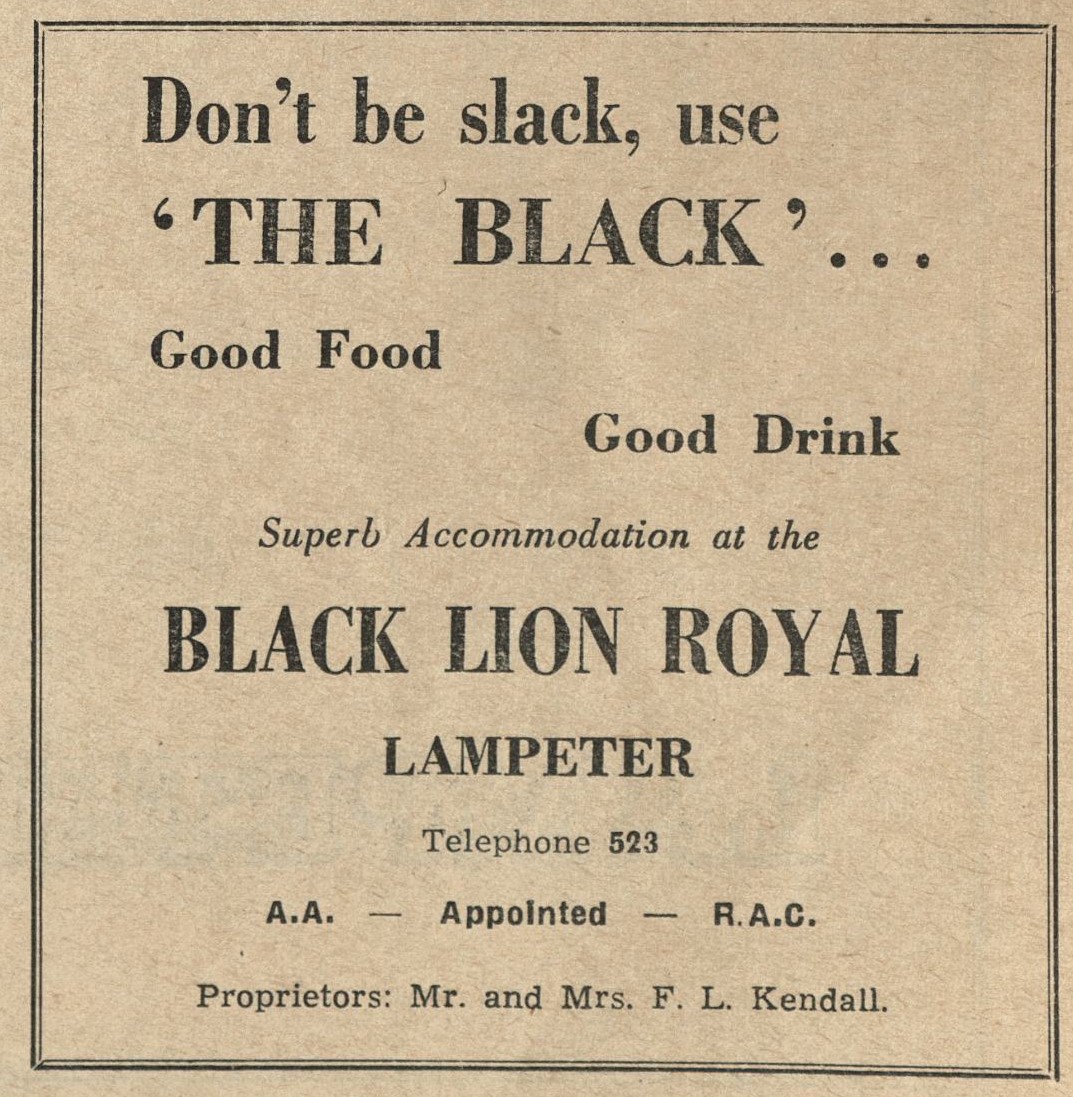 Don't be slack, use
‘THE BLACK’...
Good Food
Good Drink
Superb Accommodation at the
BLACK LION ROYAL
LAMPETER
Telephone 523
A.A. — Appointed — R.A.C.
Proprietors: Mr. and Mrs. F. L. Kendall.